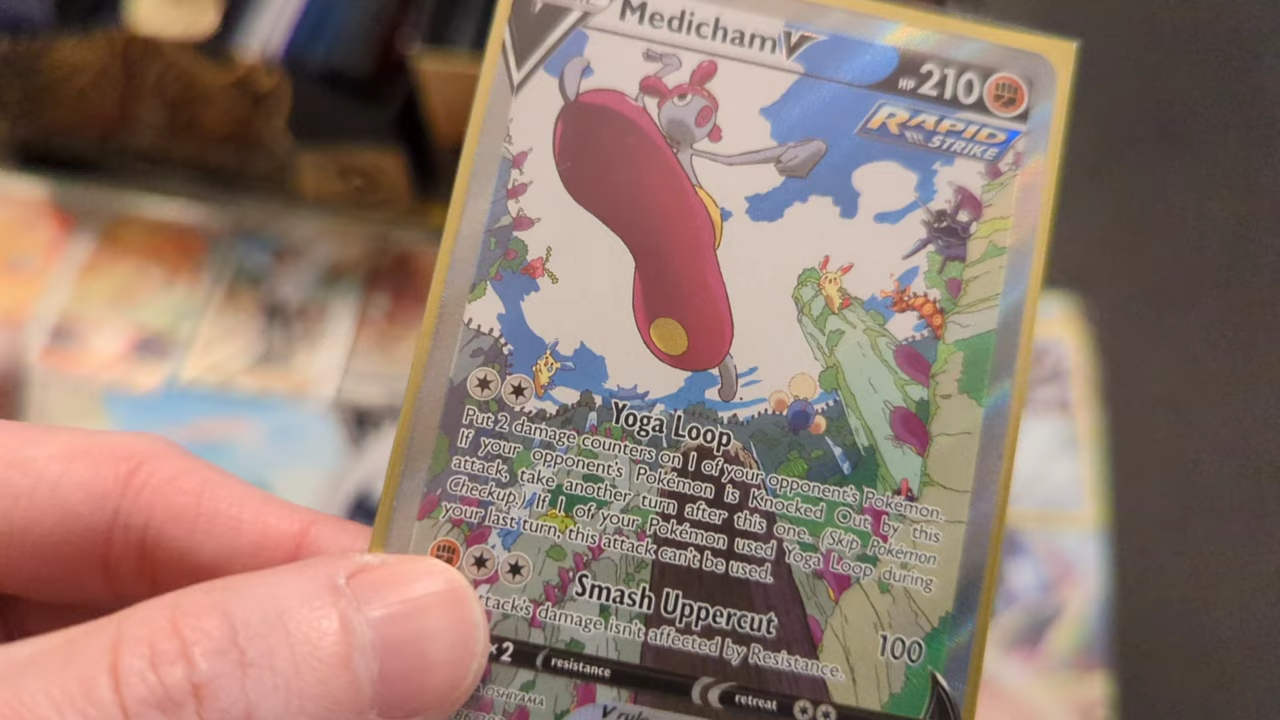 Medicham V
HP 210
RAPID
STRIKE
Yoga Loop
Put 2 damage counters on 1 of your opponent's Pokémon.
If your opponent's Pokémon is Knocked Out by this
attack, take another turn after this one. (Skip Pokémon
Checkup.) If 1 of your Pokémon used Yoga Loop during
your last turn, this attack can't be used.
Smash Uppercut
100
tack's damage isn't affected by Resistance.
×2
resistance
retreat
OSHIYAMA
V rule